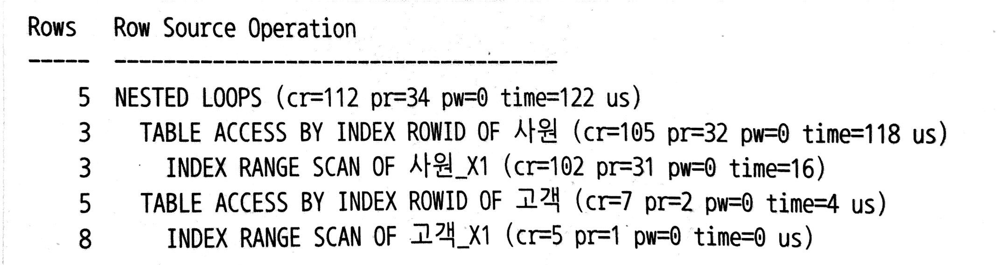 Rows Row Source Operation
----- ------------------------------------
5 NESTED LOOPS (cr=112 pr=34 pw=0 time=122 us)
3 TABLE ACCESS BY INDEX ROWID OF 사원 (cr=105 pr=32 pw=0 time=118 us)
3 INDEX RANGE SCAN OF 사원_X1 (cr=102 pr=31 pw=0 time=16)
5 TABLE ACCESS BY INDEX ROWID OF 고객 (cr=7 pr=2 pw=0 time=4 us)
8 INDEX RANGE SCAN OF 고객_X1 (cr=5 pr=1 pw=0 time=0 us)